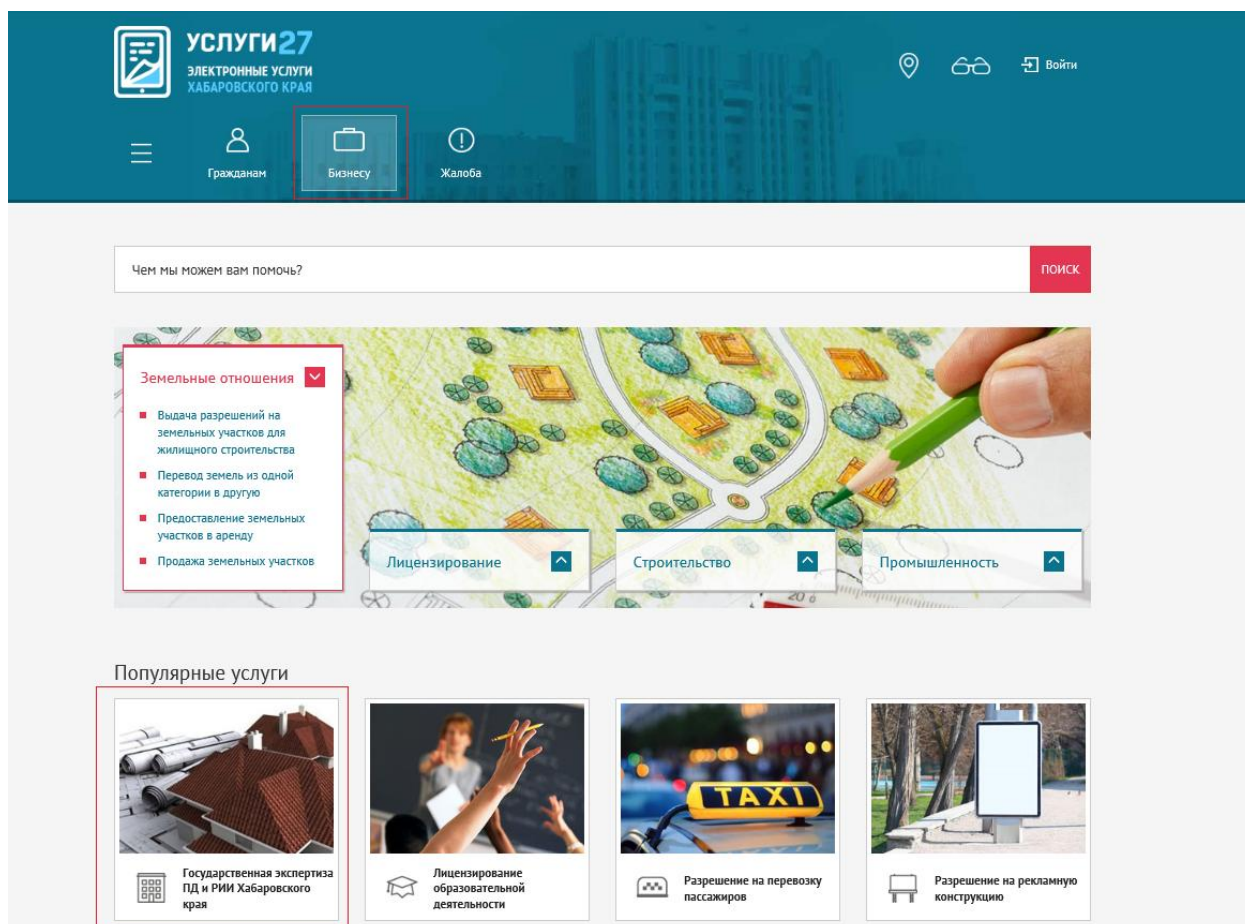 УСЛУГИ27
ЭЛЕКТРОННЫЕ УСЛУГИ
ХАБАРОВСКОГО КРАЯ
Войти
Гражданам
Бизнесу
Жалоба
Чем мы можем вам помочь?
ПОИСК
Земельные отношения
Выдача разрешений на
земельных участков для
жилищного строительства
Перевод земель из одной
категории в другую
Предоставление земельных
участков в аренду
Продажа земельных участков
Лицензирование
Строительство
Промышленность
20
Популярные услуги
TAXI
Государственная экспертиза
ПД и РИИ Хабаровского
края
Лицензирование
образовательной
деятельности
Разрешение на перевозку
пассажиров
Разрешение на рекламную
конструкцию